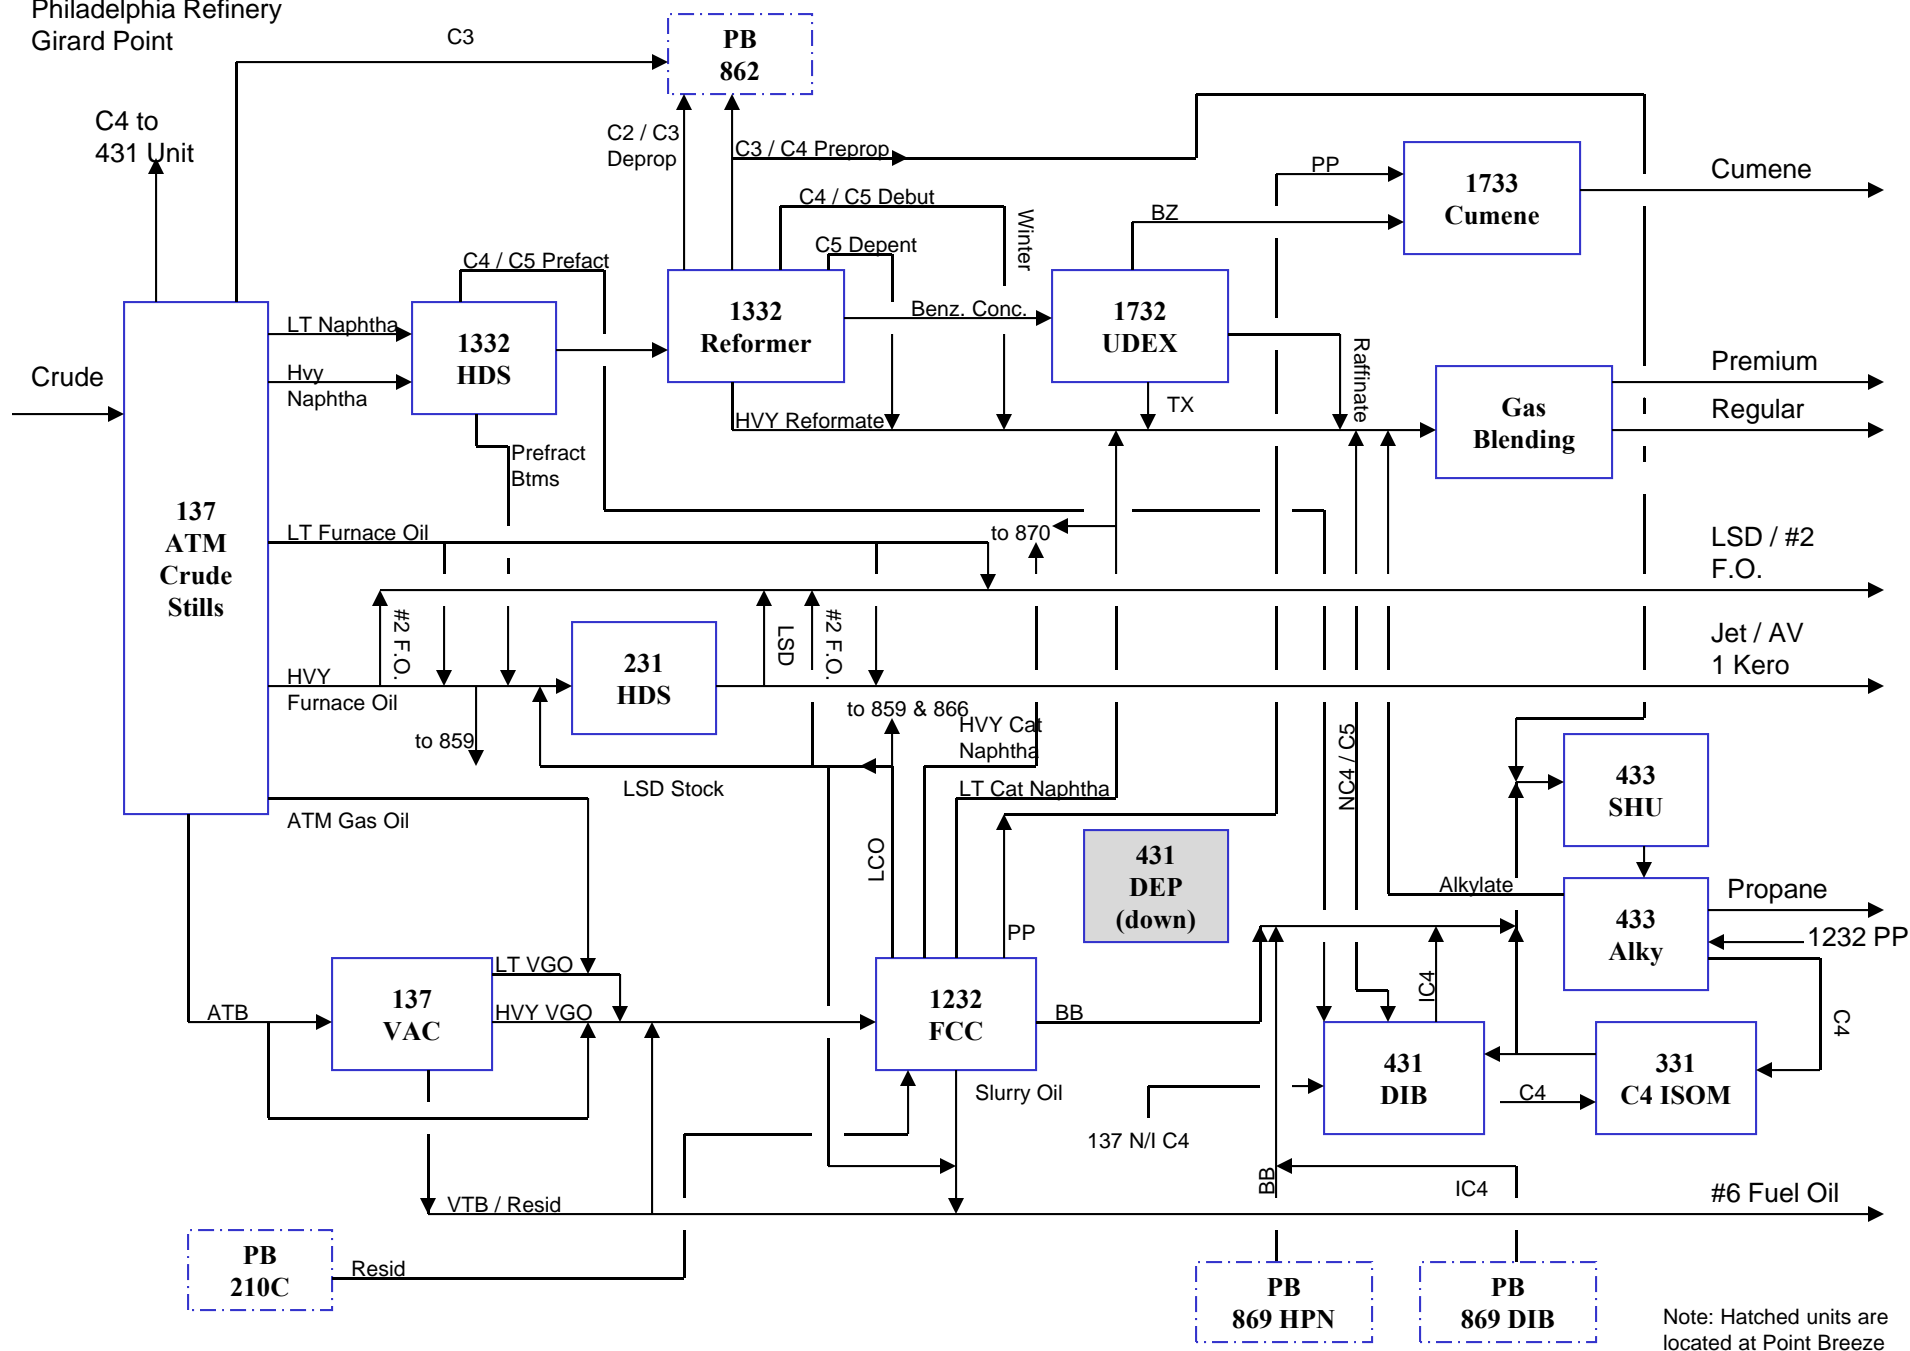 Philadelphia Refinery
Girard Point
C3
PB
862
C4 to
431 Unit
C2 / C3
Deprop
C3 / C4 Preprop
PP
1733
Cumene
Cumene
C4 / C5 Debut
Winter
BZ
C5 Depent
C4 / C5 Prefact
LT Naphtha
1332
HDS
1332
Reformer
Benz. Conc.
1732
UDEX
Raffinate
Crude
Hvy
Naphtha
HVY Reformate
TX
Gas
Blending
Premium
Regular
Prefract
Btms
137
ATM
Crude
Stills
LT Furnace Oil
to 870
LSD / #2
F.O.
#2 F.O.
LSD
#2 F.O.
231
HDS
Jet / AV
1 Kero
HVY
Furnace Oil
to 859
to 859 & 866
HVY Cat
Naphtha
NC4 / C5
LSD Stock
LT Cat Naphtha
433
SHU
ATM Gas Oil
LCO
431
DEP
(down)
Alkylate
433
Alky
Propane
1232 PP
PP
LT VGO
137
VAC
HVY VGO
ATB
1232
FCC
BB
IC4
C4
431
DIB
331
C4 ISOM
C4
Slurry Oil
137 N/I C4
BB
IC4
VTB / Resid
#6 Fuel Oil
PB
210C
Resid
PB
869 HPN
PB
869 DIB
Note: Hatched units are
located at Point Breeze